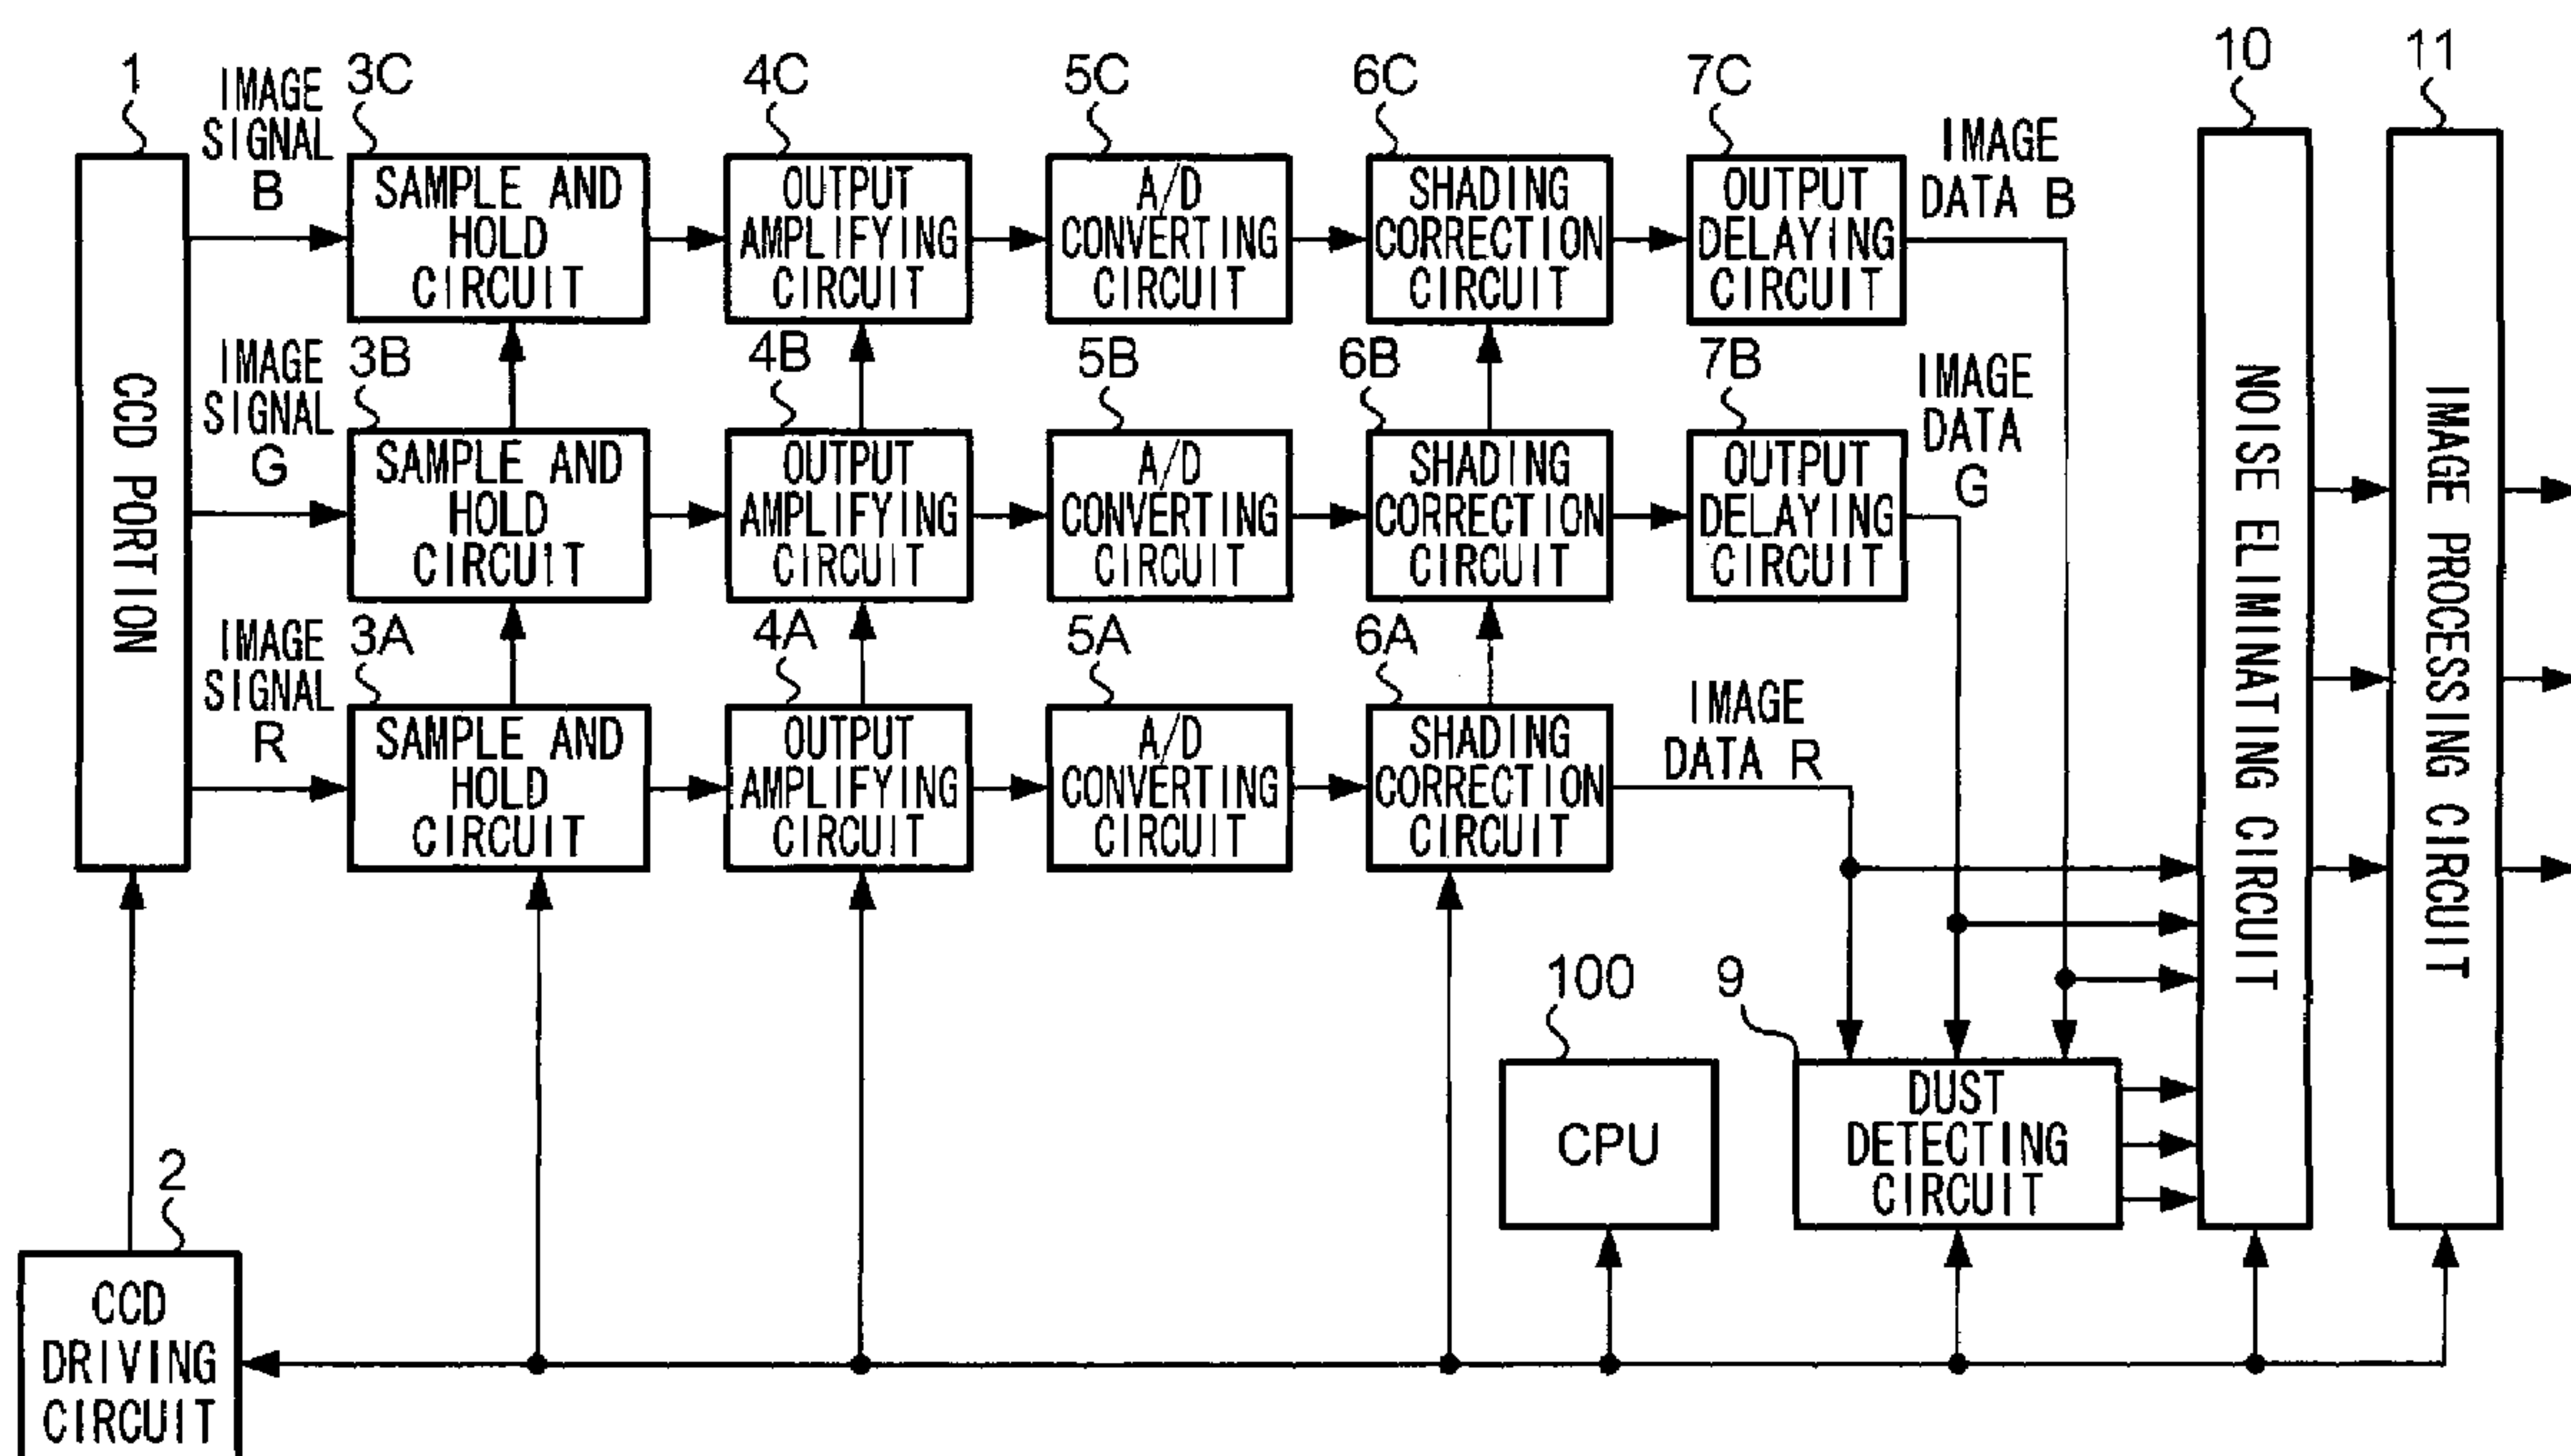 1
IMAGE
SIGNAL
B
3C
4C
5C
6C
7C
IMAGE
DATA B
10
11
SAMPLE AND
HOLD
CIRCUIT
OUTPUT
AMPLIFYING
CIRCUIT
A/D
CONVERTING
CIRCUIT
SHADING
CORRECTION
CIRCUIT
OUTPUT
DELAYING
CIRCUIT
CCD PORTION
IMAGE
SIGNAL
G
3B
4B
5B
6B
7B
IMAGE
DATA
G
SAMPLE AND
HOLD
CIRCUIT
OUTPUT
AMPLIFYING
CIRCUIT
A/D
CONVERTING
CIRCUIT
SHADING
CORRECTION
CIRCUIT
OUTPUT
DELAYING
CIRCUIT
NOISE ELIMINATING CIRCUIT
IMAGE PROCESSING CIRCUIT
IMAGE
SIGNAL
R
3A
4A
5A
6A
IMAGE
DATA R
SAMPLE AND
HOLD
CIRCUIT
OUTPUT
AMPLIFYING
CIRCUIT
A/D
CONVERTING
CIRCUIT
SHADING
CORRECTION
CIRCUIT
100
9
CPU
DUST
DETECTING
CIRCUIT
2
CCD
DRIVING
CIRCUIT